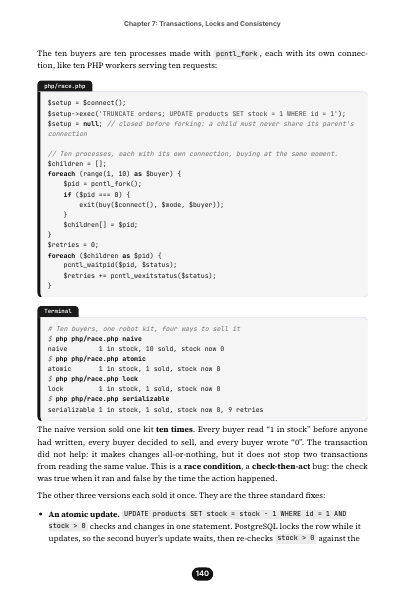 Chapter 7: Transactions, Locks and Consistency
The ten buyers are ten processes made with pcntl_fork, each with its own connec-
tion, like ten PHP workers serving ten requests:
php/race.php
$setup = $connect();
$setup->exec('TRUNCATE orders; UPDATE products SET stock = 1 WHERE id = 1');
$setup = null; // closed before forking: a child must never share its parent's
connection
// Ten processes, each with its own connection, buying at the same moment.
$children = [];
foreach (range(1, 10) as $buyer) {
    $pid = pcntl_fork();
    if ($pid === 0) {
        exit(buy($connect(), $mode, $buyer));
    }
    $children[] = $pid;
}
$retries = 0;
foreach ($children as $pid) {
    pcntl_waitpid($pid, $status);
    $retries += pcntl_wexitstatus($status);
}
Terminal
# Ten buyers, one robot kit, four ways to sell it
$ php php/race.php naive
naive        1 in stock, 10 sold, stock now 0
$ php php/race.php atomic
atomic       1 in stock, 1 sold, stock now 0
$ php php/race.php lock
lock         1 in stock, 1 sold, stock now 0
$ php php/race.php serializable
serializable 1 in stock, 1 sold, stock now 0, 9 retries
The naive version sold one kit ten times. Every buyer read “1 in stock” before anyone
had written, every buyer decided to sell, and every buyer wrote “0”. The transaction
did not help: it makes changes all-or-nothing, but it does not stop two transactions
from reading the same value. This is a race condition, a check-then-act bug: the check
was true when it ran and false by the time the action happened.
The other three versions each sold it once. They are the three standard fixes:
• An atomic update. UPDATE products SET stock = stock - 1 WHERE id = 1 AND
stock > 0 checks and changes in one statement. PostgreSQL locks the row while it
updates, so the second buyer’s update waits, then re-checks stock > 0 against the
140